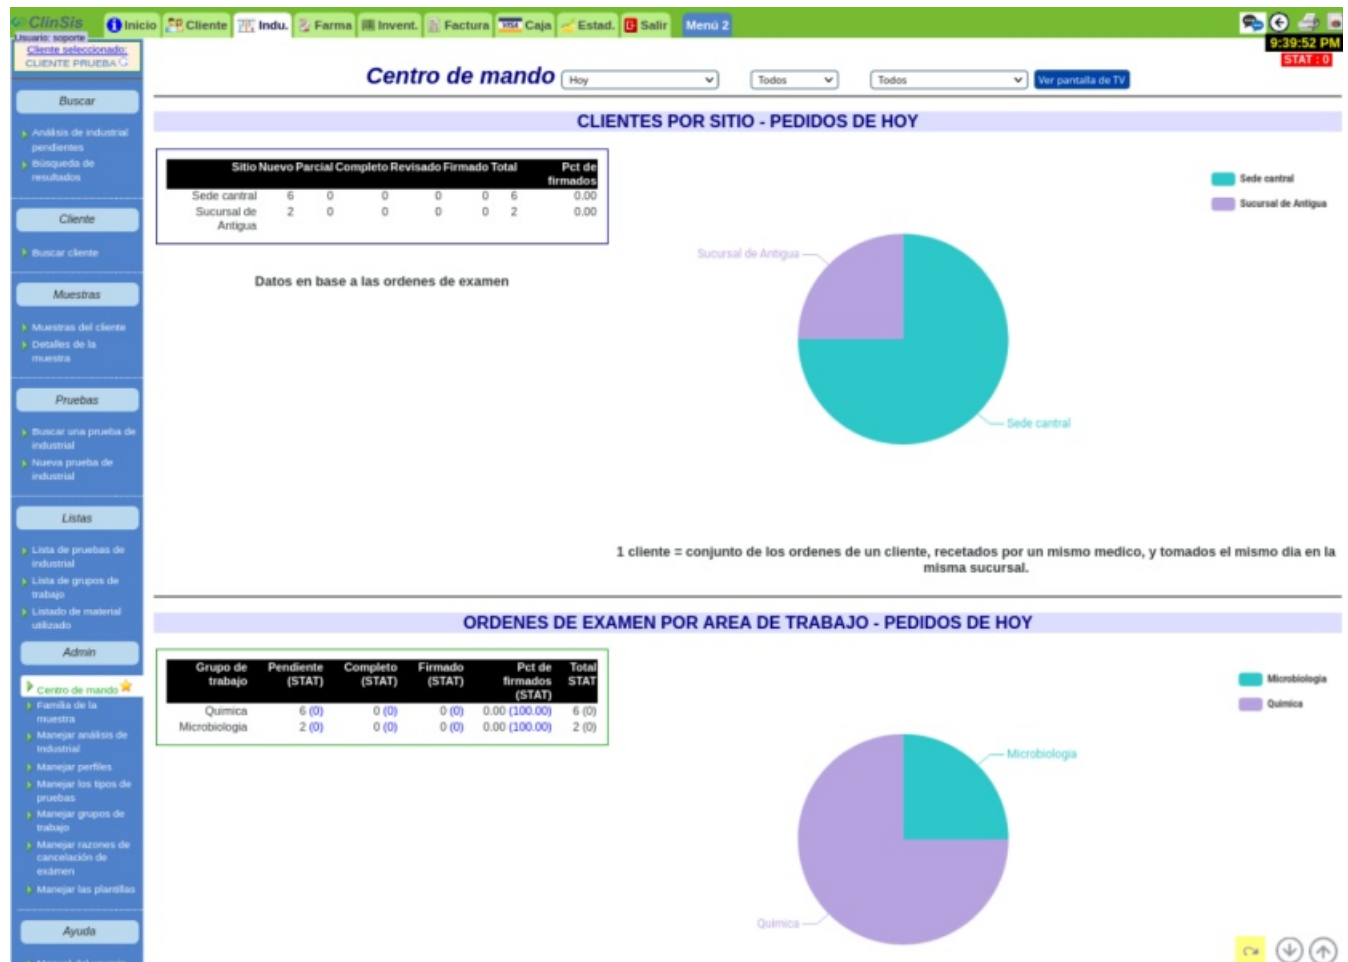 ClinSis
Inicio Cliente Indu. Farma Invent. Factura Caja Estad. Salir Menú 2
Usuario: soporte
9:39:52 PM
STAT : 0
Cliente seleccionado:
CLIENTE PRUEBA
Centro de mando Hoy Todos Todos Ver pantalla de TV
Buscar
Análisis de industrial
pendientes
Búsqueda de
resultados
Cliente
Buscar cliente
Muestras
Muestras del cliente
Detalles de la
muestra
Pruebas
Buscar una prueba de
industrial
Nueva prueba de
industrial
Listas
Lista de pruebas de
industrial
Lista de grupos de
trabajo
Listado de material
utilizado
Admin
Centro de mando
Familia de la
muestra
Manejar análisis de
Industrial
Manejar perfiles
Manejar los tipos de
pruebas
Manejar grupos de
trabajo
Manejar razones de
cancelación de
exámen
Manejar las plantillas
Ayuda
CLIENTES POR SITIO - PEDIDOS DE HOY
Sitio Nuevo Parcial Completo Revisado Firmado Total Pct de
firmados
Sede cantral 6 0 0 0 0 6 0.00
Sucursal de 2 0 0 0 0 2 0.00
Antigua
Datos en base a las ordenes de examen
Sede cantral
Sucursal de Antigua
Sucursal de Antigua
Sede cantral
1 cliente = conjunto de los ordenes de un cliente, recetados por un mismo medico, y tomados el mismo dia en la
misma sucursal.
ORDENES DE EXAMEN POR AREA DE TRABAJO - PEDIDOS DE HOY
Grupo de Pendiente Completo Firmado Pct de Total
trabajo (STAT) (STAT) (STAT) firmados STAT
(STAT)
Quimica 6 (0) 0 (0) 0 (0) 0.00 (100.00) 6 (0)
Microbiologia 2 (0) 0 (0) 0 (0) 0.00 (100.00) 2 (0)
Microbiologia
Quimica
Microbiologia
Quimica